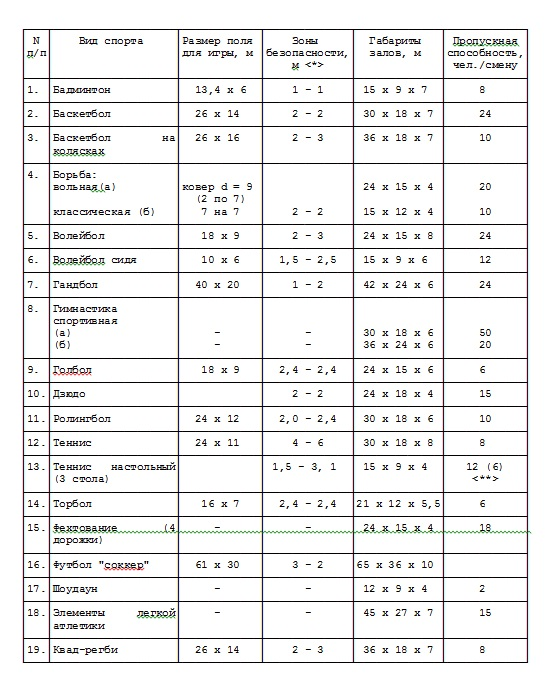 N п/п Вид спорта Размер поля для игры, м Зоны безопасности, м <*> Габариты залов, м Пропускная способность, чел./смену
1. Бадминтон 13,4 x 6 1 - 1 15 x 9 x 7 8
2. Баскетбол 26 x 14 2 - 2 30 x 18 x 7 24
3. Баскетбол на колясках 26 x 16 2 - 3 36 x 18 x 7 10
4. Борьба:
вольная(а) ковер d = 9 24 x 15 x 4 20
(2 по 7)
классическая (б) 7 на 7 2 - 2 15 x 12 x 4 10
5. Волейбол 18 x 9 2 - 3 24 x 15 x 8 24
6. Волейбол сидя 10 x 6 1,5 - 2,5 15 x 9 x 6 12
7. Гандбол 40 x 20 1 - 2 42 x 24 x 6 24
8. Гимнастика
спортивная
(а) - - 30 x 18 x 6 50
(б) - - 36 x 24 x 6 20
9. Голбол 18 x 9 2,4 - 2,4 24 x 15 x 6 6
10. Дзюдо 2 - 2 24 x 18 x 4 15
11. Ролингбол 24 x 12 2,0 - 2,4 30 x 18 x 6 10
12. Теннис 24 x 11 4 - 6 30 x 18 x 8 8
13. Теннис настольный 1,5 - 3, 1 15 x 9 x 4 12 (6)
(3 стола) <**>
14. Торбол 16 x 7 2,4 - 2,4 21 x 12 x 5,5 6
15. Фехтование (4 - - 24 x 15 x 4 18
дорожки)
16. Футбол "соккер" 61 x 30 3 - 2 65 x 36 x 10
17. Шоудаун - - 12 x 9 x 4 2
18. Элементы легкой - - 45 x 27 x 7 15
атлетики
19. Квад-регби 26 x 14 2 - 3 36 x 18 x 7 8